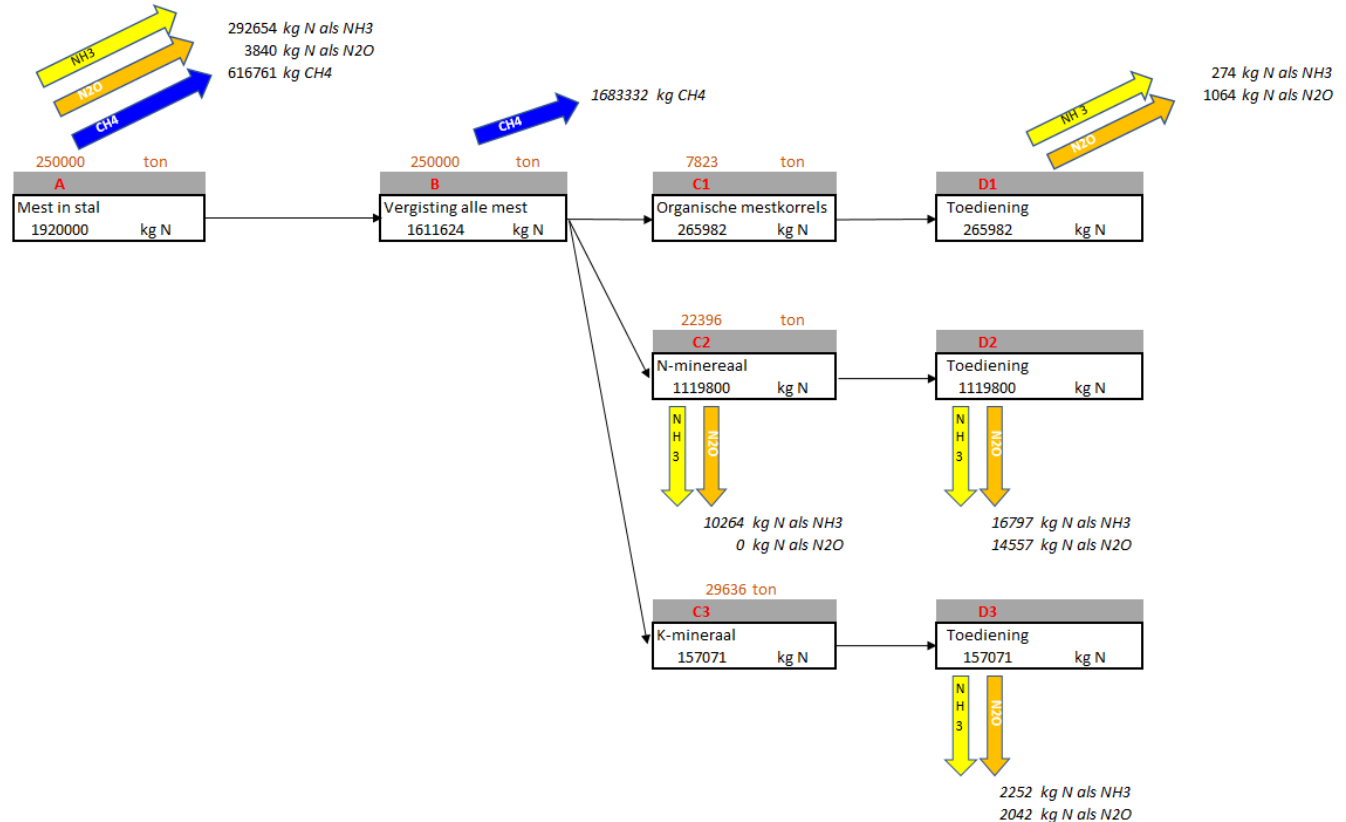 292654 kg N als NH3
3840 kg N als N2O
616761 kg CH4
NH3
N2O
CH4
1683332 kg CH4
CH4
274 kg N als NH3
1064 kg N als N2O
NH 3
N2O
250000 ton
A
Mest in stal
1920000 kg N
250000 ton
B
Vergisting alle mest
1611624 kg N
7823 ton
C1
Organische mestkorrels
265982 kg N
D1
Toediening
265982 kg N
22396 ton
C2
N-minereaal
1119800 kg N
D2
Toediening
1119800 kg N
N
H
3
N2O
10264 kg N als NH3
0 kg N als N2O
N
H
3
N2O
16797 kg N als NH3
14557 kg N als N2O
29636 ton
C3
K-mineraal
157071 kg N
D3
Toediening
157071 kg N
N
H
3
N2O
2252 kg N als NH3
2042 kg N als N2O